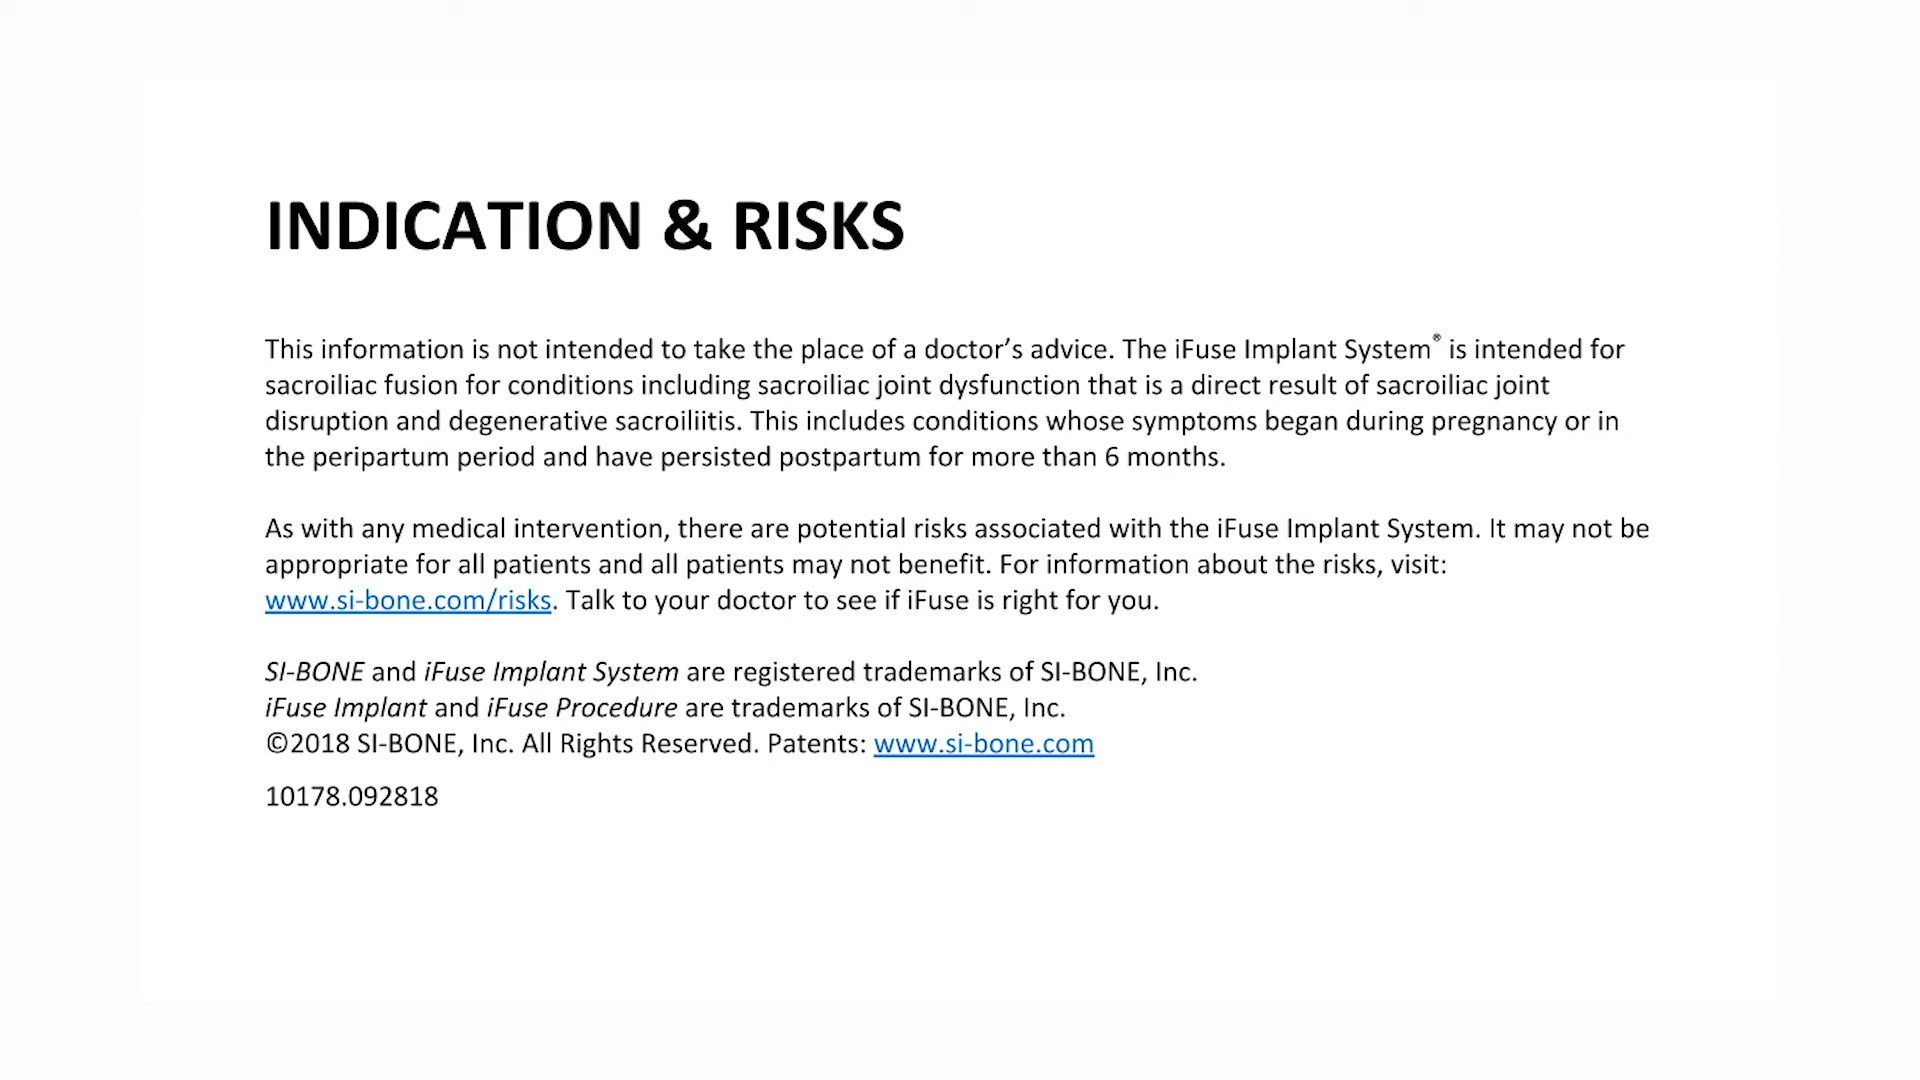 INDICATION & RISKS
This information is not intended to take the place of a doctor’s advice. The iFuse Implant System® is intended for
sacroiliac fusion for conditions including sacroiliac joint dysfunction that is a direct result of sacroiliac joint
disruption and degenerative sacroiliitis. This includes conditions whose symptoms began during pregnancy or in
the peripartum period and have persisted postpartum for more than 6 months.
As with any medical intervention, there are potential risks associated with the iFuse Implant System. It may not be
appropriate for all patients and all patients may not benefit. For information about the risks, visit:
www.si-bone.com/risks. Talk to your doctor to see if iFuse is right for you.
SI-BONE and iFuse Implant System are registered trademarks of SI-BONE, Inc.
iFuse Implant and iFuse Procedure are trademarks of SI-BONE, Inc.
©2018 SI-BONE, Inc. All Rights Reserved. Patents: www.si-bone.com
10178.092818